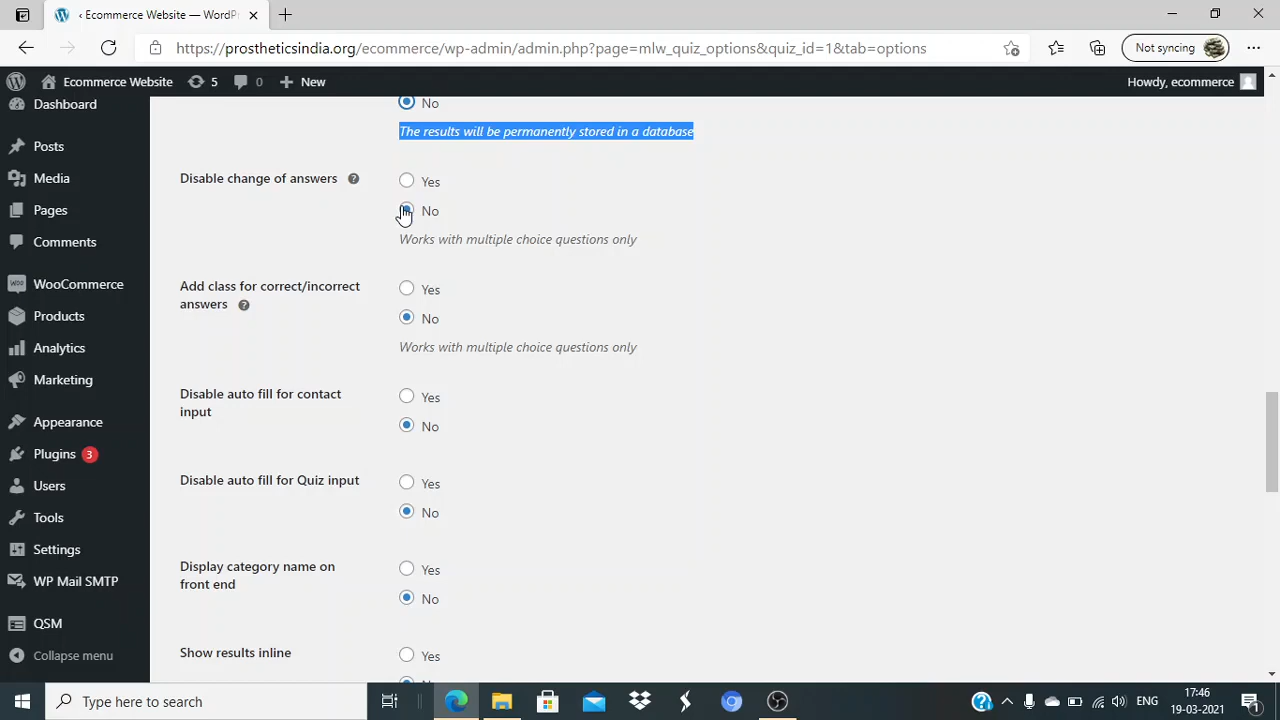 ‹ Ecommerce Website — WordP
https://prostheticsindia.org/ecommerce/wp-admin/admin.php?page=mlw_quiz_options&quiz_id=1&tab=options
Not syncing
Ecommerce Website 5 0 New
Howdy, ecommerce
Dashboard
Posts
Media
Pages
Comments
WooCommerce
Products
Analytics
Marketing
Appearance
Plugins 3
Users
Tools
Settings
WP Mail SMTP
QSM
Collapse menu
No
The results will be permanently stored in a database
Disable change of answers
Yes
No
Works with multiple choice questions only
Add class for correct/incorrect
answers
Yes
No
Works with multiple choice questions only
Disable auto fill for contact
input
Yes
No
Disable auto fill for Quiz input
Yes
No
Display category name on
front end
Yes
No
Show results inline
Yes
Type here to search
ENG
17:46
19-03-2021
1